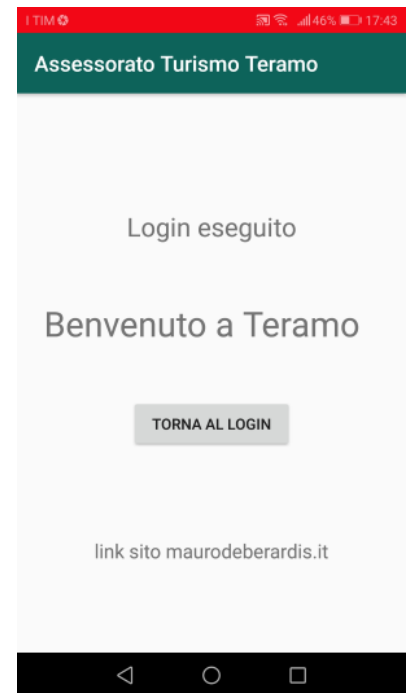 I TIM 46% 17:43
Assessorato Turismo Teramo
Login eseguito
Benvenuto a Teramo
TORNA AL LOGIN
link sito maurodeberardis.it